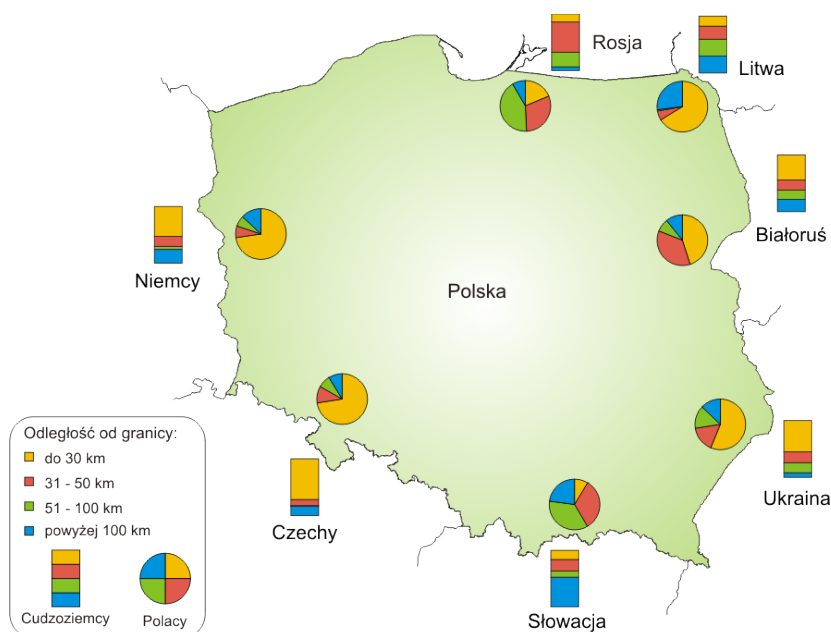 Rosja
Litwa
Białoruś
Niemcy
Polska
Ukraina
Czechy
Słowacja
Odległość od granicy:
do 30 km
31 - 50 km
51 - 100 km
powyżej 100 km
Cudzoziemcy
Polacy